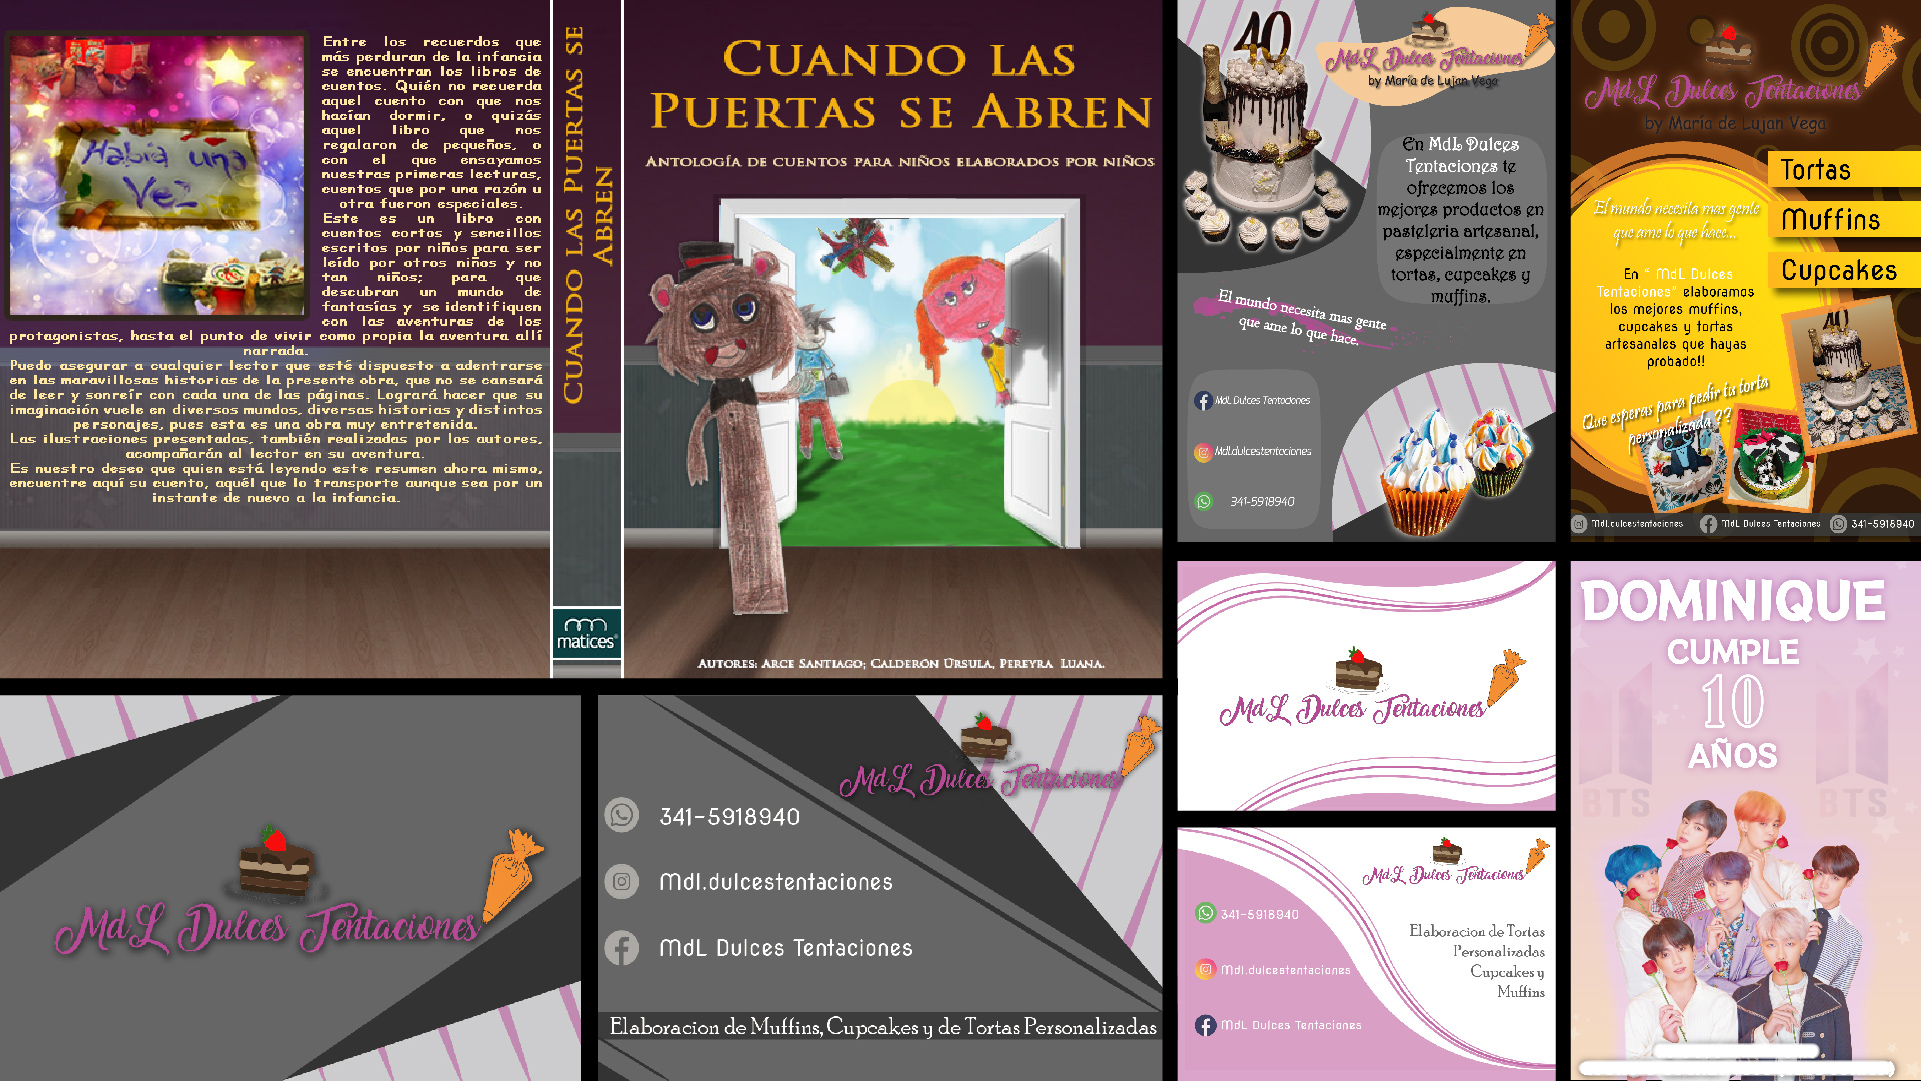 Habia una
Vez
Entre los recuerdos que
más perduran de la infancia
se encuentran los libros de
cuentos. Quién no recuerda
aquel cuento con que nos
hacían dormir, o quizás
aquel libro que nos
regalaron de pequeños, o
con el que ensayamos
nuestras primeras lecturas,
cuentos que por una razón u
otra fueron especiales.
Este es un libro con
cuentos cortos y sencillos
escritos por niños para ser
leído por otros niños y no
tan niños; para que
descubran un mundo de
fantasías y se identifiquen
con las aventuras de los
protagonistas, hasta el punto de vivir como propia la aventura allí
narrada.
Puedo asegurar a cualquier lector que esté dispuesto a adentrarse
en las maravillosas historias de la presente obra, que no se cansará
de leer y sonreír con cada una de las páginas. Logrará hacer que su
imaginación vuele en diversos mundos, diversas historias y distintos
personajes, pues esta es una obra muy entretenida.
Las ilustraciones presentadas, también realizadas por los autores,
acompañarán al lector en su aventura.
Es nuestro deseo que quien está leyendo este resumen ahora mismo,
encuentre aquí su cuento, aquél que lo transporte aunque sea por un
instante de nuevo a la infancia.
CUANDO LAS PUERTAS SE
ABREN
matices
CUANDO LAS
PUERTAS SE ABREN
ANTOLOGÍA DE CUENTOS PARA NIÑOS ELABORADOS POR NIÑOS
AUTORES: ARCE SANTIAGO; CALDERÓN URSULA, PEREYRA LUANA.
40
MdL Dulces Tentaciones
by María de Lujan Vega
En MdL Dulces
Tentaciones te
ofrecemos los
mejores productos en
pasteleria artesanal,
especialmente en
tortas, cupcakes y
muffins.
El mundo necesita mas gente
que ame lo que hace.
MdL Dulces Tentaciones
Mdl.dulcestentaciones
341-5918940
MdL Dulces Tentaciones
by María de Lujan Vega
Tortas
Muffins
Cupcakes
El mundo necesita mas gente
que ame lo que hace...
En " MdL Dulces
Tentaciones" elaboramos
los mejores muffins,
cupcakes y tortas
artesanales que hayas
probado!!
40
Que esperas para pedir tu torta
personalizada??
Mdl.dulcestentaciones
MdL Dulces Tentaciones
341-5918940
MdL Dulces Tentaciones
MdL Dulces Tentaciones
341-5918940
Mdl.dulcestentaciones
MdL Dulces Tentaciones
Elaboracion de Muffins, Cupcakes y de Tortas Personalizadas
MdL Dulces Tentaciones
MdL Dulces Tentaciones
341-5918940
Mdl.dulcestentaciones
MdL Dulces Tentaciones
Elaboracion de Tortas
Personalizadas
Cupcakes y
Muffins
DOMINIQUE
CUMPLE
10
AÑOS
BTS
BTS